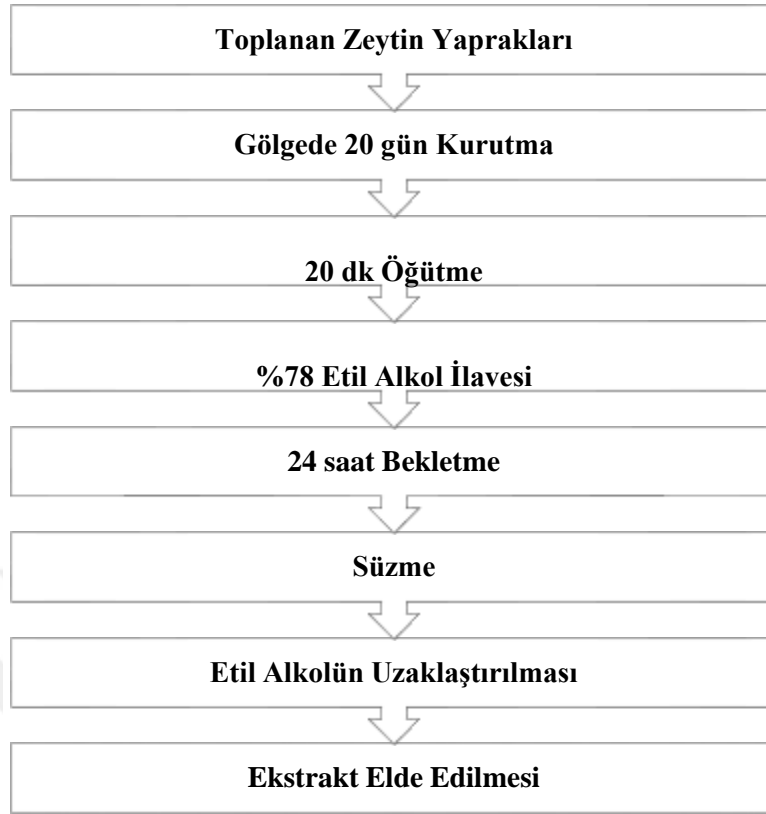 Toplanan Zeytin Yaprakları
Gölgede 20 gün Kurutma
20 dk Öğütme
%78 Etil Alkol İlavesi
24 saat Bekletme
Süzme
Etil Alkolün Uzaklaştırılması
Ekstrakt Elde Edilmesi